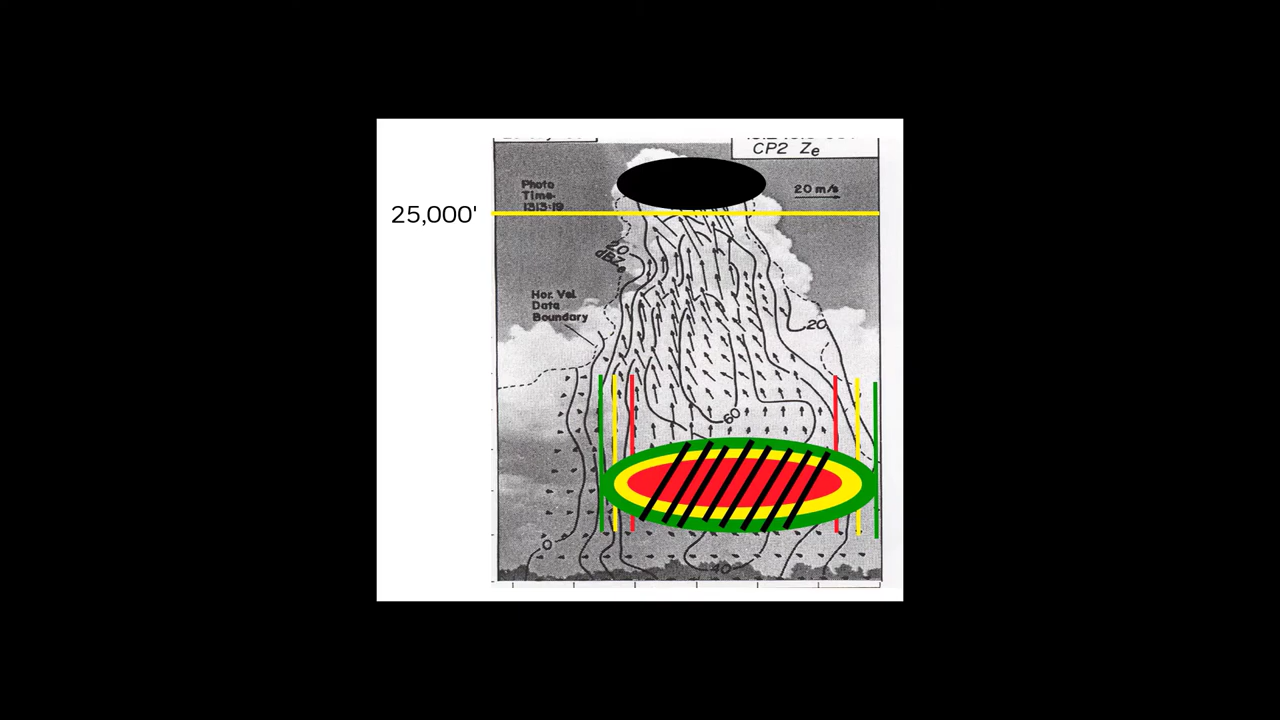 CP2 Ze
Photo
Time-
1313:19
20 m/s
25,000'
20
dBZe
Hor. Vel.
Data
Boundary
20
60
0
40